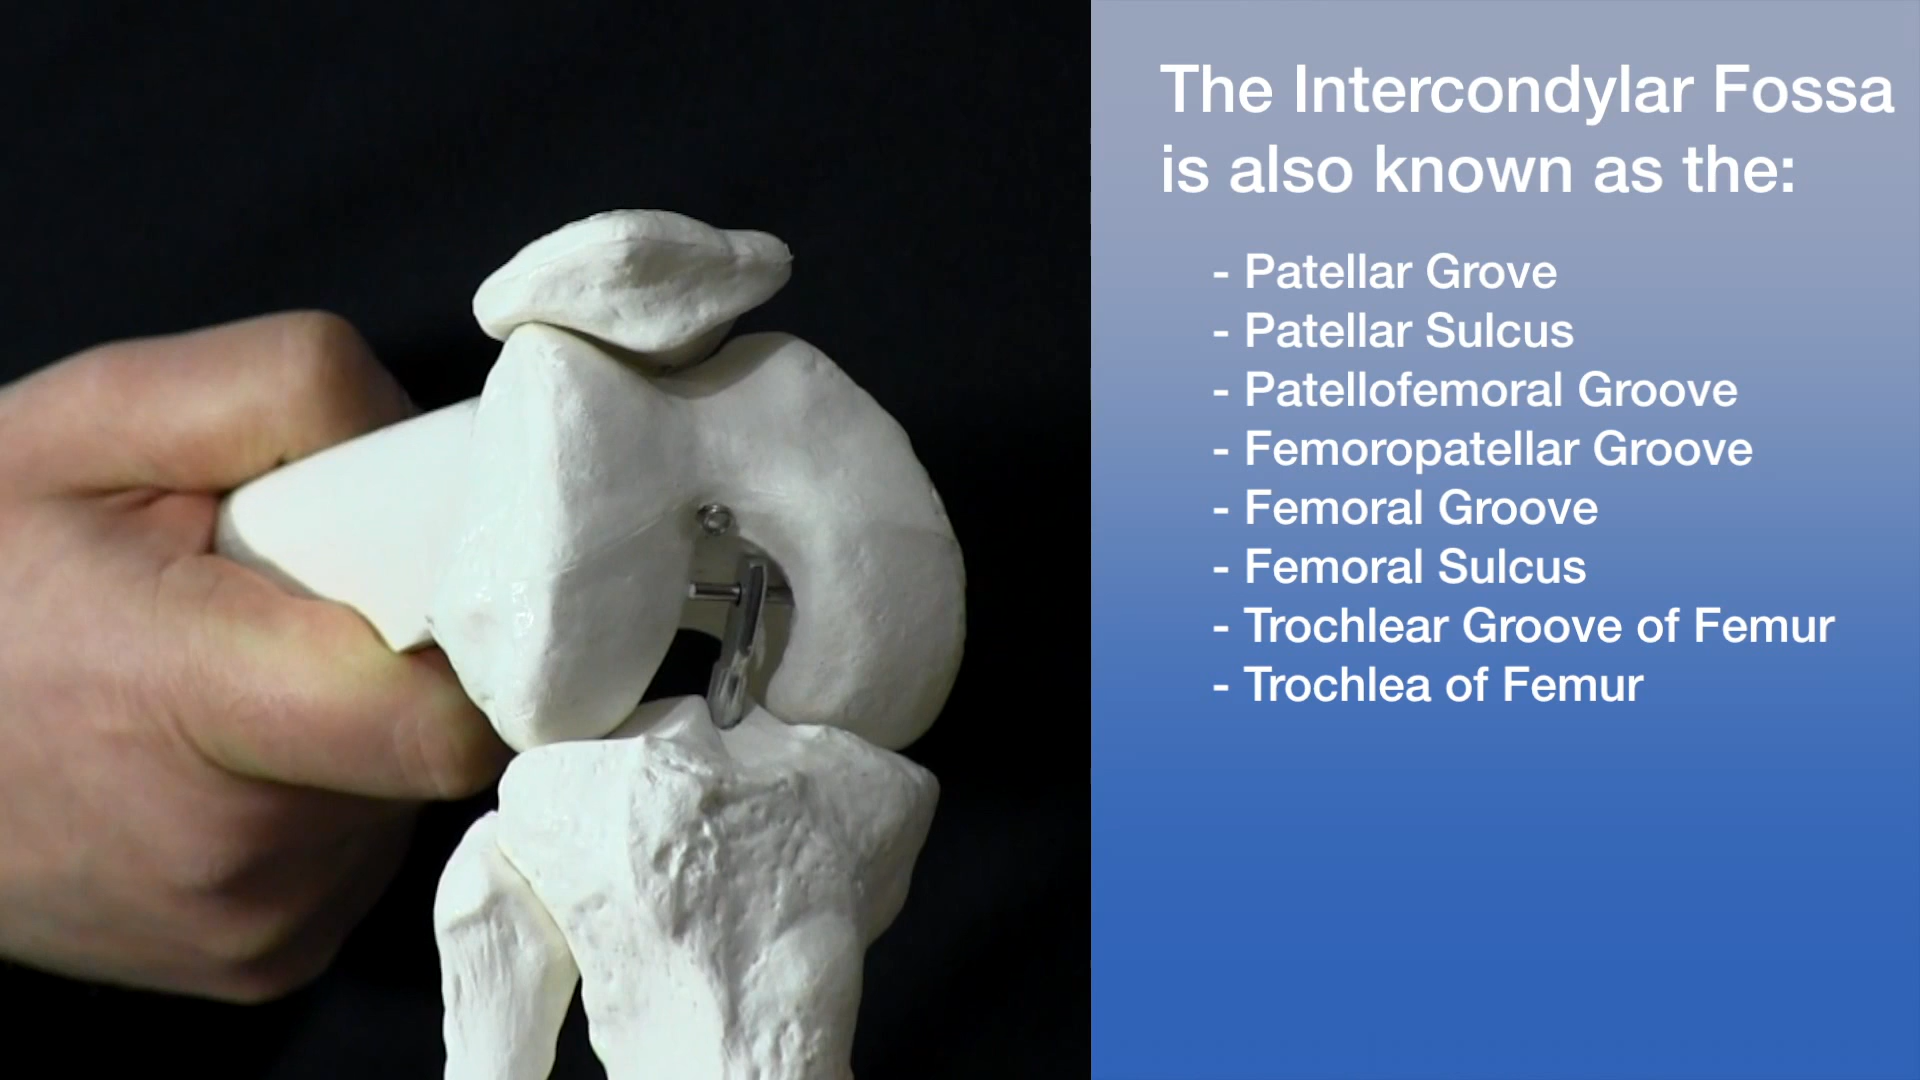 The Intercondylar Fossa
is also known as the:
- Patellar Grove
- Patellar Sulcus
- Patellofemoral Groove
- Femoropatellar Groove
- Femoral Groove
- Femoral Sulcus
- Trochlear Groove of Femur
- Trochlea of Femur